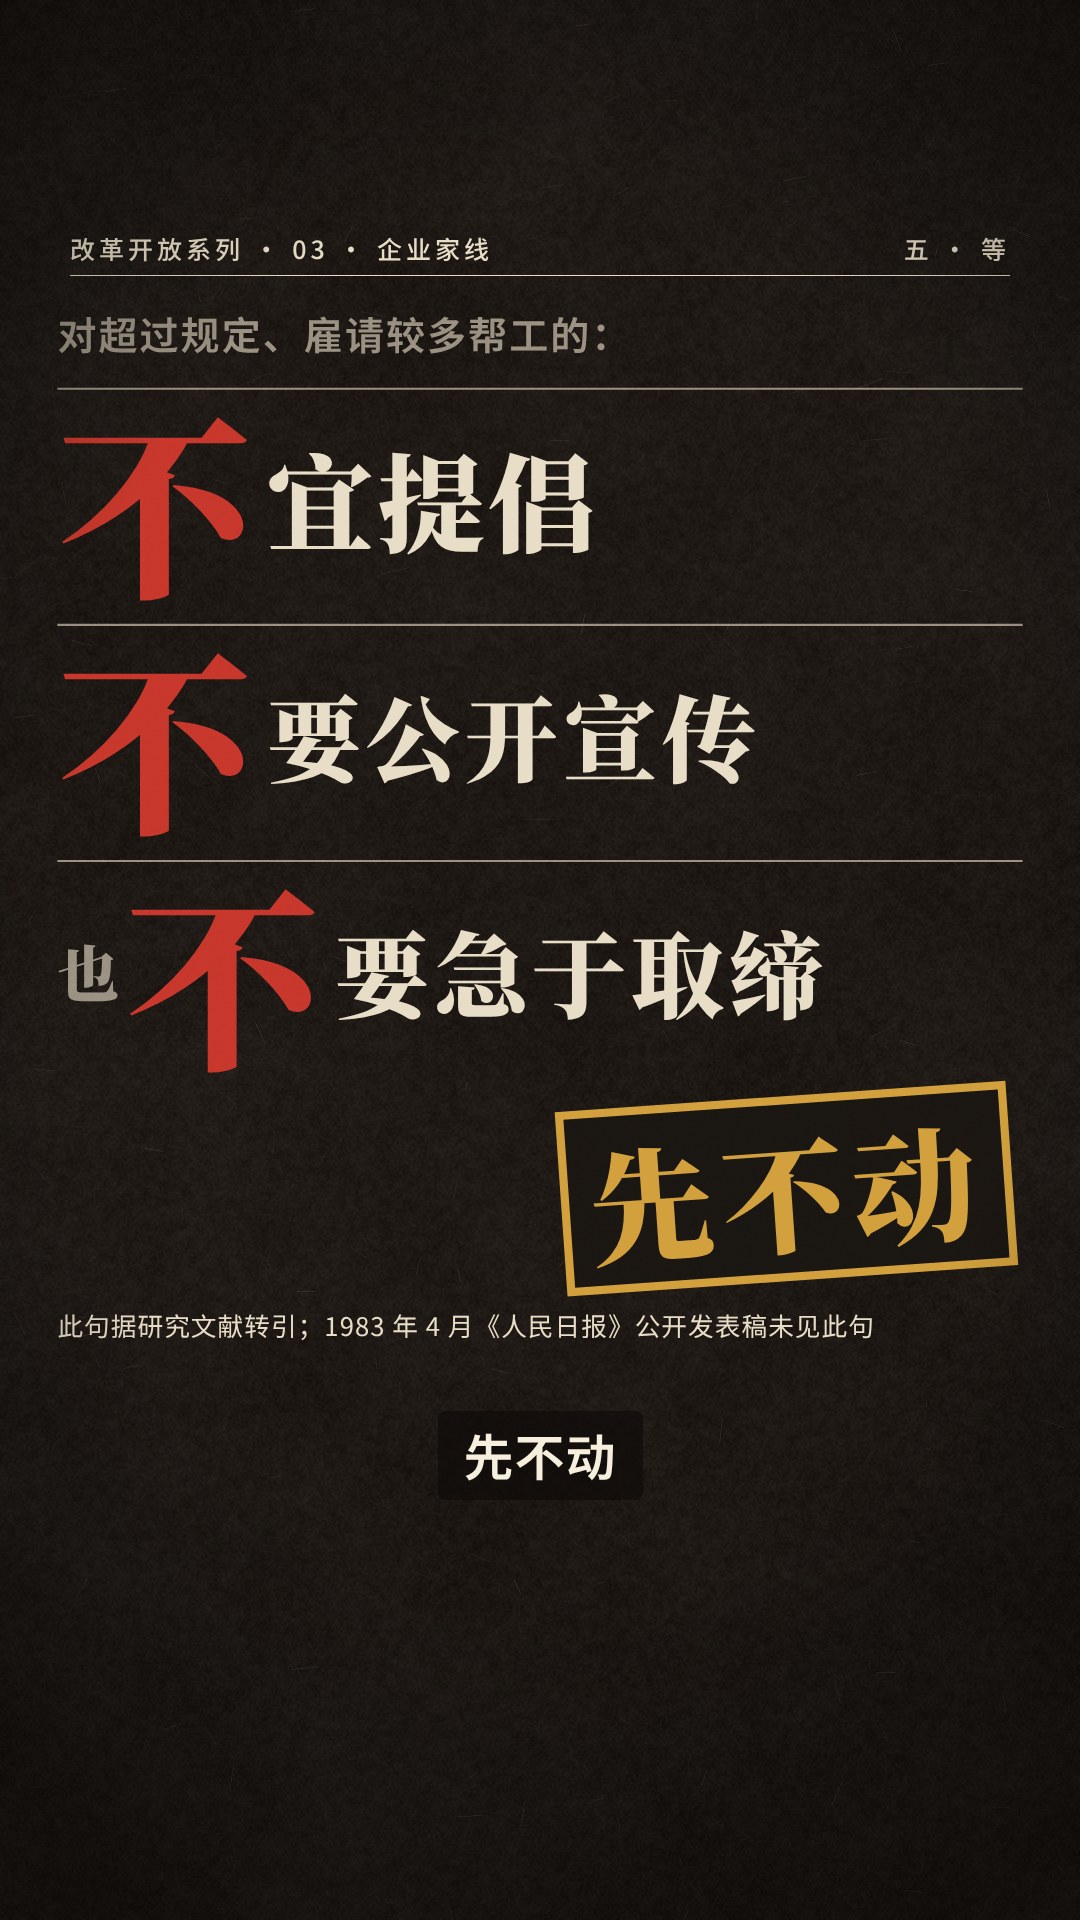 改革开放系列 · 03 · 企业家线
五 · 等
对超过规定、雇请较多帮工的：
不宜提倡
不要公开宣传
也不要急于取缔
先不动
此句据研究文献转引；1983 年 4 月《人民日报》公开发表稿未见此句
先不动